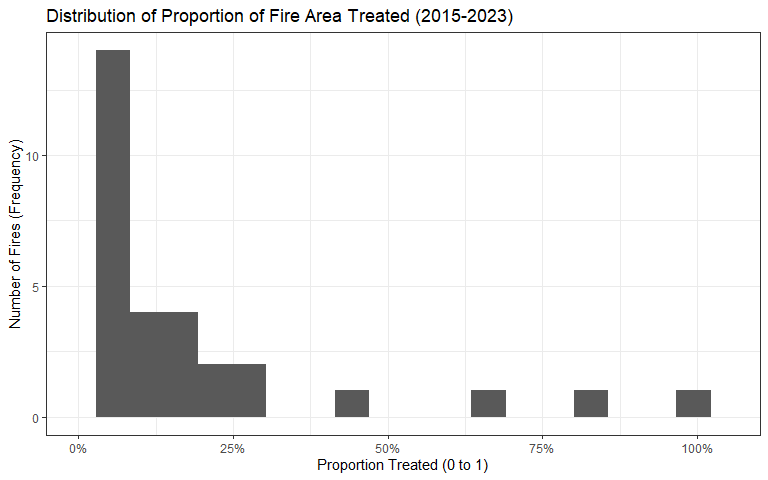 Distribution of Proportion of Fire Area Treated (2015-2023)
Number of Fires (Frequency)
10
5
0
0%
25%
50%
75%
100%
Proportion Treated (0 to 1)